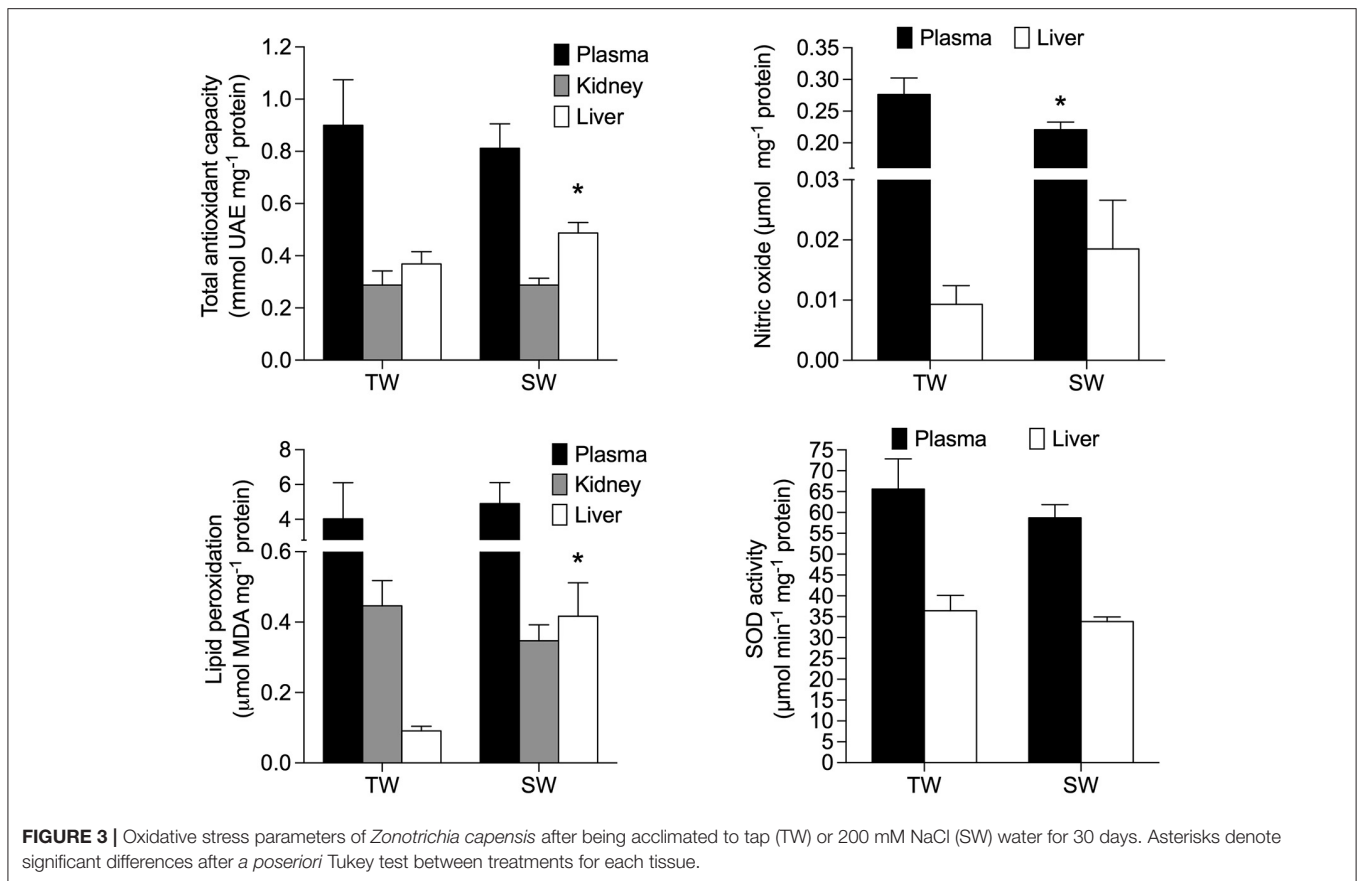 1.2
1.0
0.8
0.6
0.4
0.2
0.0
Total antioxidant capacity
(mmol UAE mg-1 protein)
Plasma
Kidney
Liver
*
TW SW
Plasma Liver
0.35
0.30
0.25
0.20
0.03
0.02
0.01
0.00
Nitric oxide (µmol mg-1 protein)
*
TW SW
8
6
4
0.6
0.4
0.2
0.0
Lipid peroxidation
(µmol MDA mg-1 protein)
Plasma
Kidney
Liver
*
TW SW
Plasma Liver
75
70
65
60
55
50
45
40
35
30
25
20
15
10
5
0
SOD activity
(µmol min-1 mg-1 protein)
TW SW
FIGURE 3 | Oxidative stress parameters of Zonotrichia capensis after being acclimated to tap (TW) or 200 mM NaCl (SW) water for 30 days. Asterisks denote
significant differences after a poseriori Tukey test between treatments for each tissue.